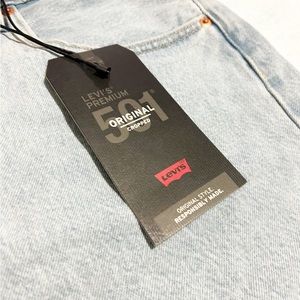 LEVI'S®
PREMIUM
501®
ORIGINAL
CROPPED
Levi's
ORIGINAL STYLE,
RESPONSIBLY MADE.